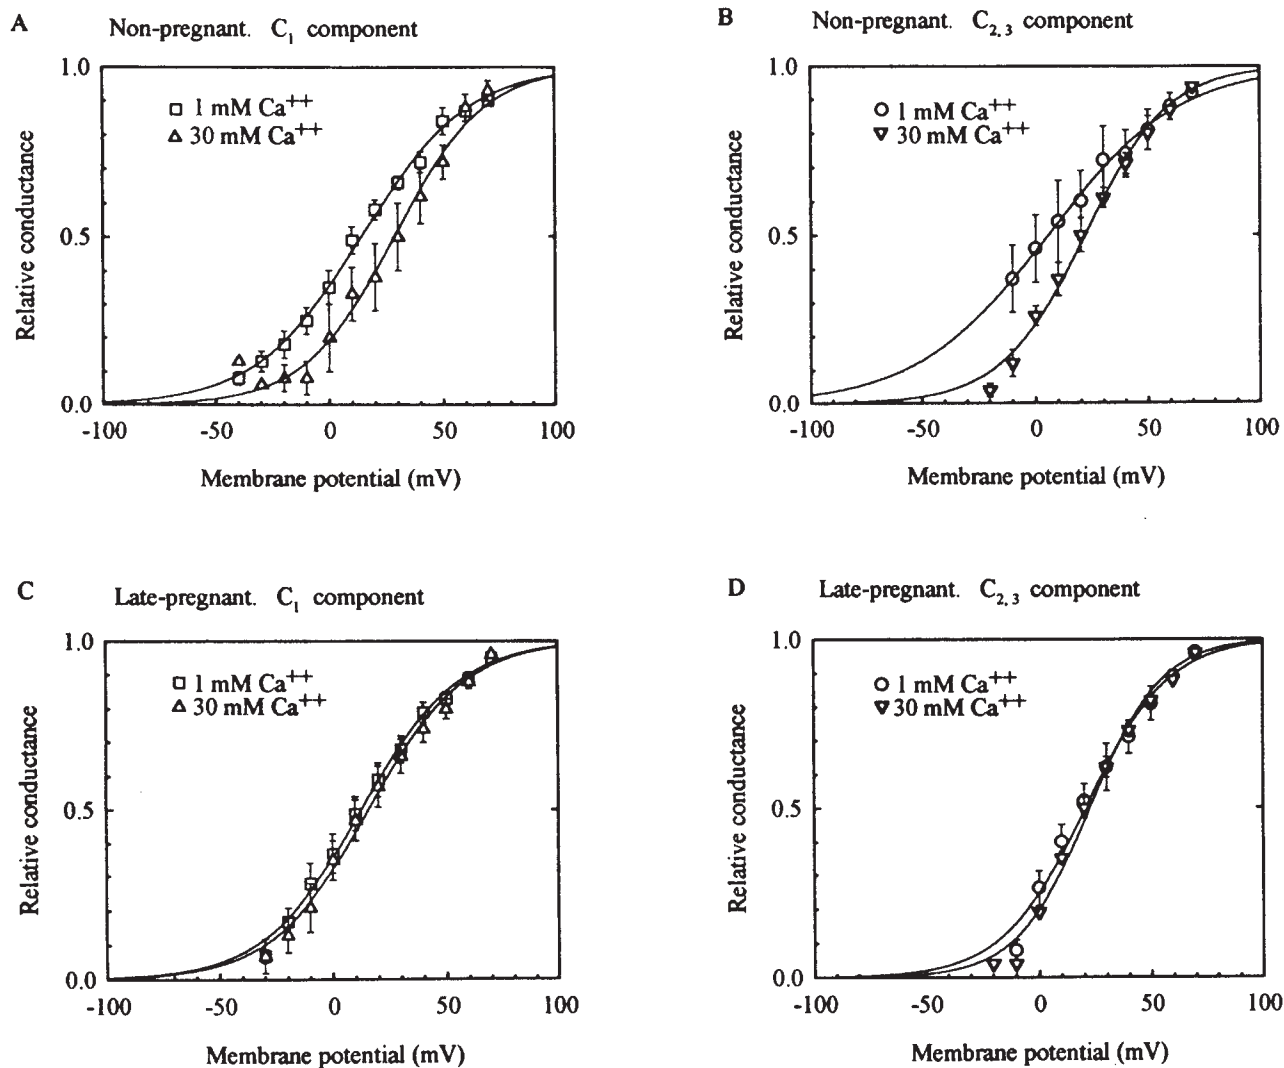 A
Non-pregnant. C₁ component
1.0
1 mM Ca⁺⁺
30 mM Ca⁺⁺
0.5
0.0
-100 -50 0 50 100
Relative conductance
Membrane potential (mV)
B
Non-pregnant. C₂,₃ component
1.0
1 mM Ca⁺⁺
30 mM Ca⁺⁺
0.5
0.0
-100 -50 0 50 100
Relative conductance
Membrane potential (mV)
C
Late-pregnant. C₁ component
1.0
1 mM Ca⁺⁺
30 mM Ca⁺⁺
0.5
0.0
-100 -50 0 50 100
Relative conductance
Membrane potential (mV)
D
Late-pregnant. C₂,₃ component
1.0
1 mM Ca⁺⁺
30 mM Ca⁺⁺
0.5
0.0
-100 -50 0 50 100
Relative conductance
Membrane potential (mV)